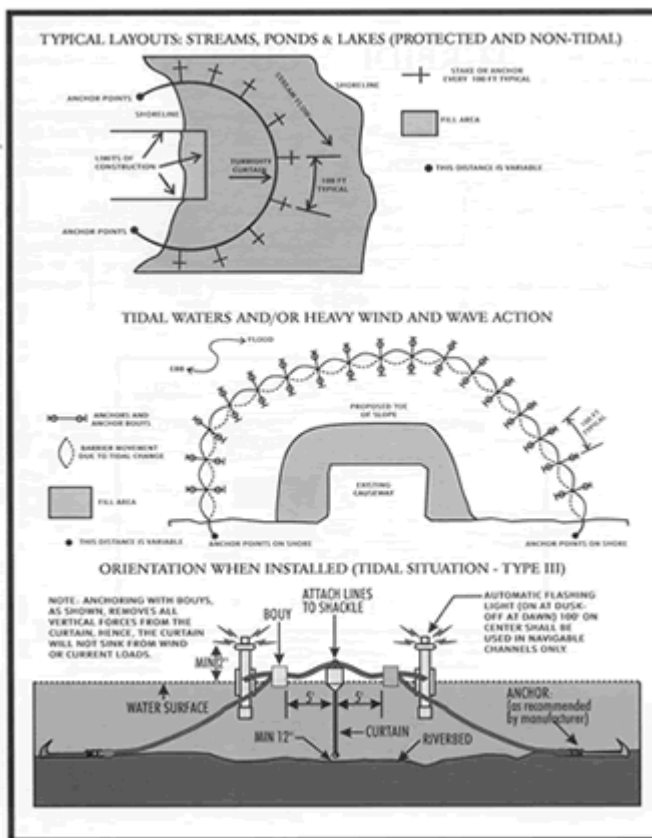 TYPICAL LAYOUTS: STREAMS, PONDS & LAKES (PROTECTED AND NON-TIDAL)
ANCHOR POINTS
SHORELINE
STREAM FLOW
SHORELINE
LIMITS OF
CONSTRUCTION
TURBIDITY
CURTAIN
100 FT
TYPICAL
ANCHOR POINTS
STAKE OR ANCHOR
EVERY 100 FT TYPICAL
FILL AREA
THIS DISTANCE IS VARIABLE
TIDAL WATERS AND/OR HEAVY WIND AND WAVE ACTION
FLOOD
EBB
ANCHORS AND
ANCHOR BOUYS
BARRIER MOVEMENT
DUE TO TIDAL CHANGE
FILL AREA
THIS DISTANCE IS VARIABLE
PROPOSED TOE
OF SLOPE
EXISTING
CAUSEWAY
100 FT
TYPICAL
ANCHOR POINTS ON SHORE
ANCHOR POINTS ON SHORE
ORIENTATION WHEN INSTALLED (TIDAL SITUATION - TYPE III)
NOTE: ANCHORING WITH BOUYS,
AS SHOWN, REMOVES ALL
VERTICAL FORCES FROM THE
CURTAIN. HENCE, THE CURTAIN
WILL NOT SINK FROM WIND
OR CURRENT LOADS.
BOUY
ATTACH LINES
TO SHACKLE
AUTOMATIC FLASHING
LIGHT (ON AT DUSK-
OFF AT DAWN) 100' ON
CENTER SHALL BE
USED IN NAVIGABLE
CHANNELS ONLY.
WATER SURFACE
5'
5'
CURTAIN
MIN 12"
RIVERBED
ANCHOR:
(as recommended
by manufacturer)